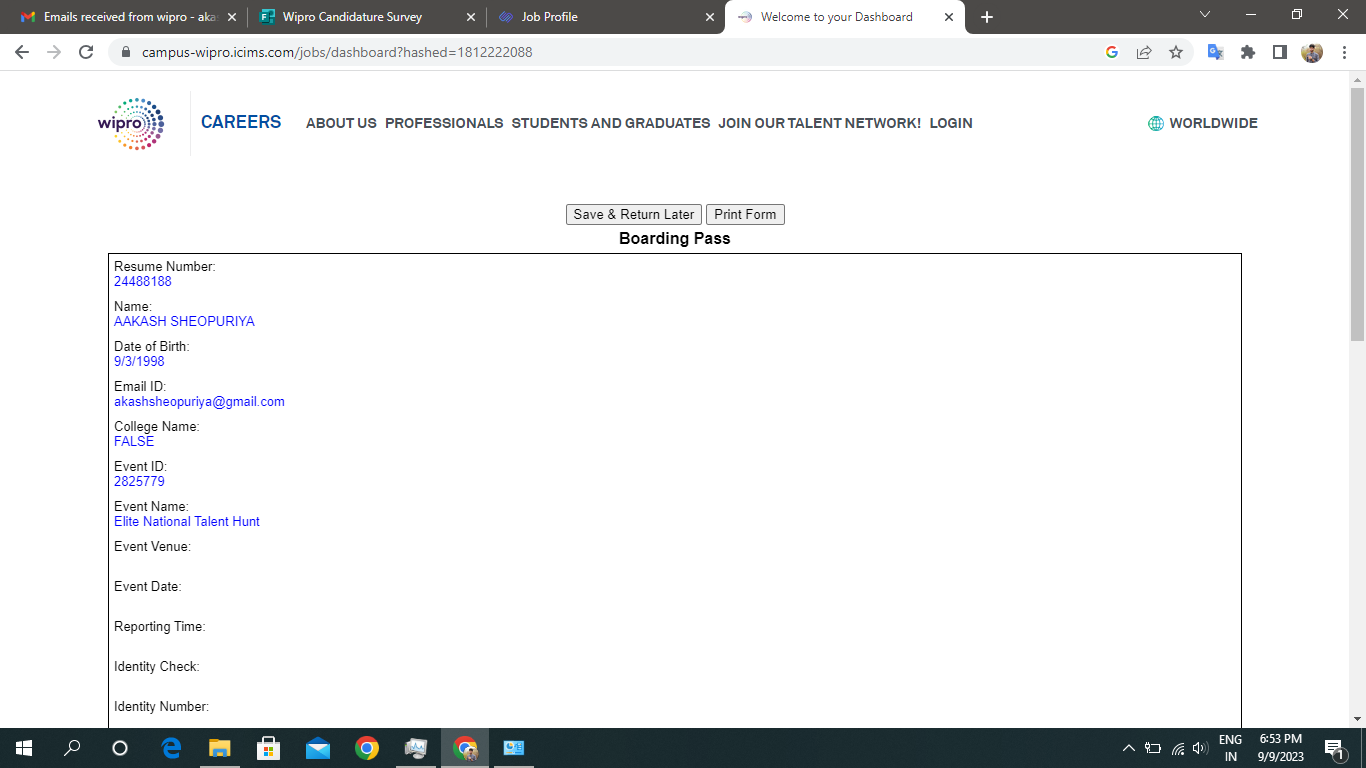 Emails received from wipro - aka
Wipro Candidature Survey
Job Profile
Welcome to your Dashboard
campus-wipro.icims.com/jobs/dashboard?hashed=1812222088
wipro
CAREERS
ABOUT US PROFESSIONALS STUDENTS AND GRADUATES JOIN OUR TALENT NETWORK! LOGIN
WORLDWIDE
Save & Return Later Print Form
Boarding Pass
Resume Number:
24488188
Name:
AAKASH SHEOPURIYA
Date of Birth:
9/3/1998
Email ID:
akashsheopuriya@gmail.com
College Name:
FALSE
Event ID:
2825779
Event Name:
Elite National Talent Hunt
Event Venue:
Event Date:
Reporting Time:
Identity Check:
Identity Number:
ENG
IN
6:53 PM
9/9/2023
1